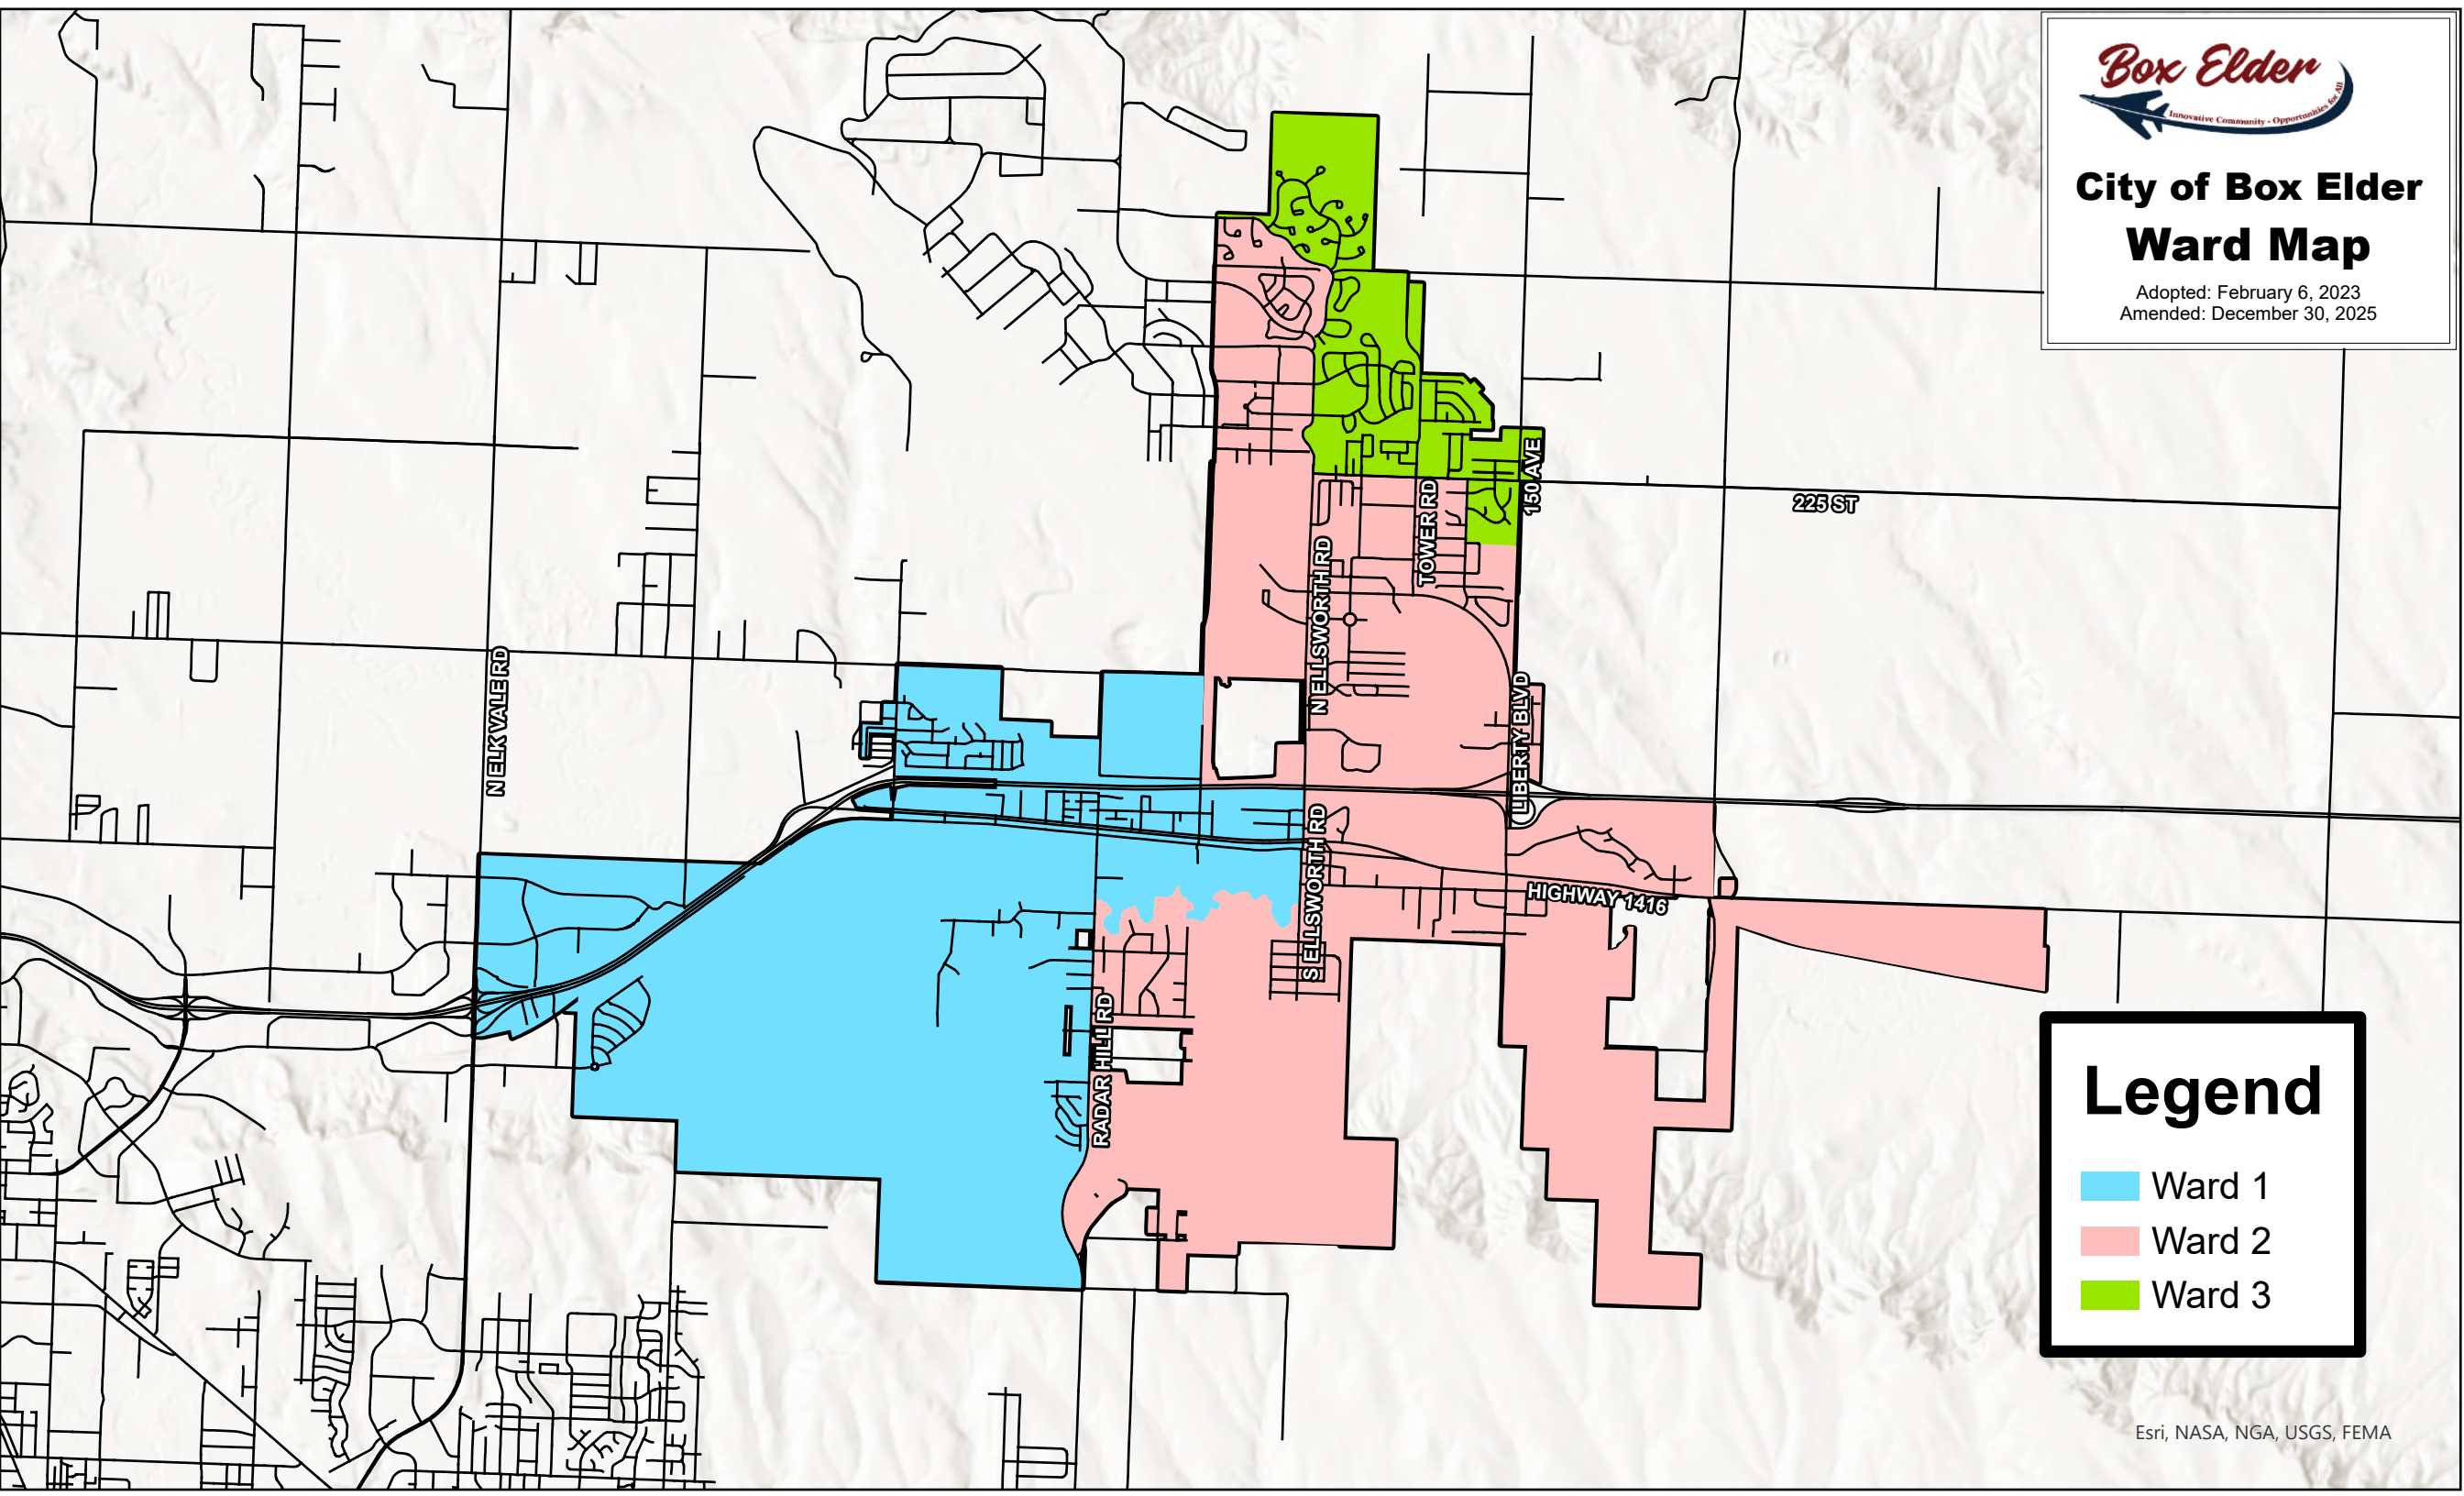 Box Elder
Innovative Community - Opportunities for All
City of Box Elder
Ward Map
Adopted: February 6, 2023
Amended: December 30, 2025
150 AVE
225 ST
TOWER RD
N ELLSWORTH RD
N ELKVALE RD
LIBERTY BLVD
S ELLSWORTH RD
HIGHWAY 1416
RADAR HILL RD
Legend
Ward 1
Ward 2
Ward 3
Esri, NASA, NGA, USGS, FEMA